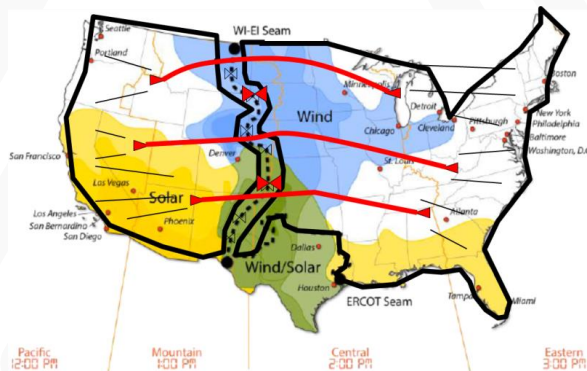 Seattle
WI-EI Seam
Portland
Minneapolis
Boston
Detroit
New York
Wind
Chicago
Cleveland
Pittsburgh
Philadelphia
Baltimore
Washington, D.C.
San Francisco
Denver
St. Louis
Las Vegas
Solar
Los Angeles
San Bernardino
San Diego
Phoenix
Atlanta
Dallas
Wind/Solar
Houston
ERCOT Seam
Tampa
Miami
Pacific
12:00 PM
Mountain
1:00 PM
Central
2:00 PM
Eastern
3:00 PM